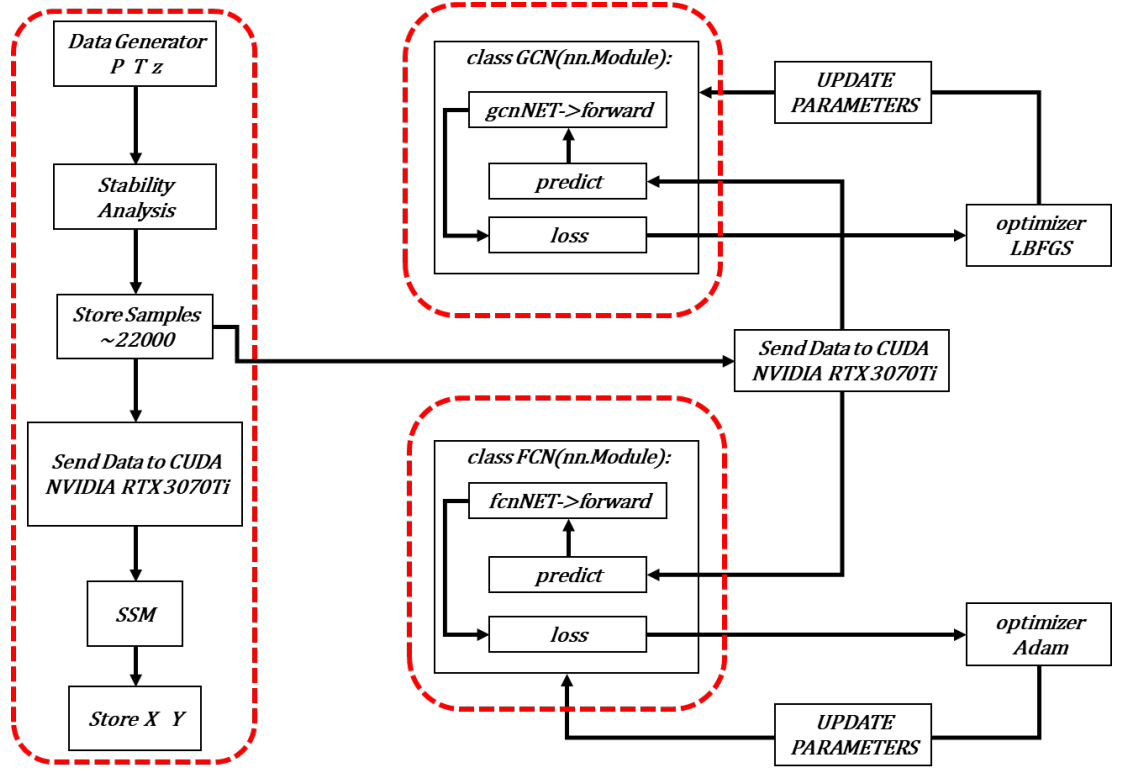 Data Generator
P T z
Stability
Analysis
Store Samples
~22000
Send Data to CUDA
NVIDIA RTX 3070Ti
SSM
Store X Y
class GCN(nn.Module):
gcnNET->forward
predict
loss
UPDATE
PARAMETERS
optimizer
LBFGS
Send Data to CUDA
NVIDIA RTX 3070Ti
class FCN(nn.Module):
fcnNET->forward
predict
loss
optimizer
Adam
UPDATE
PARAMETERS